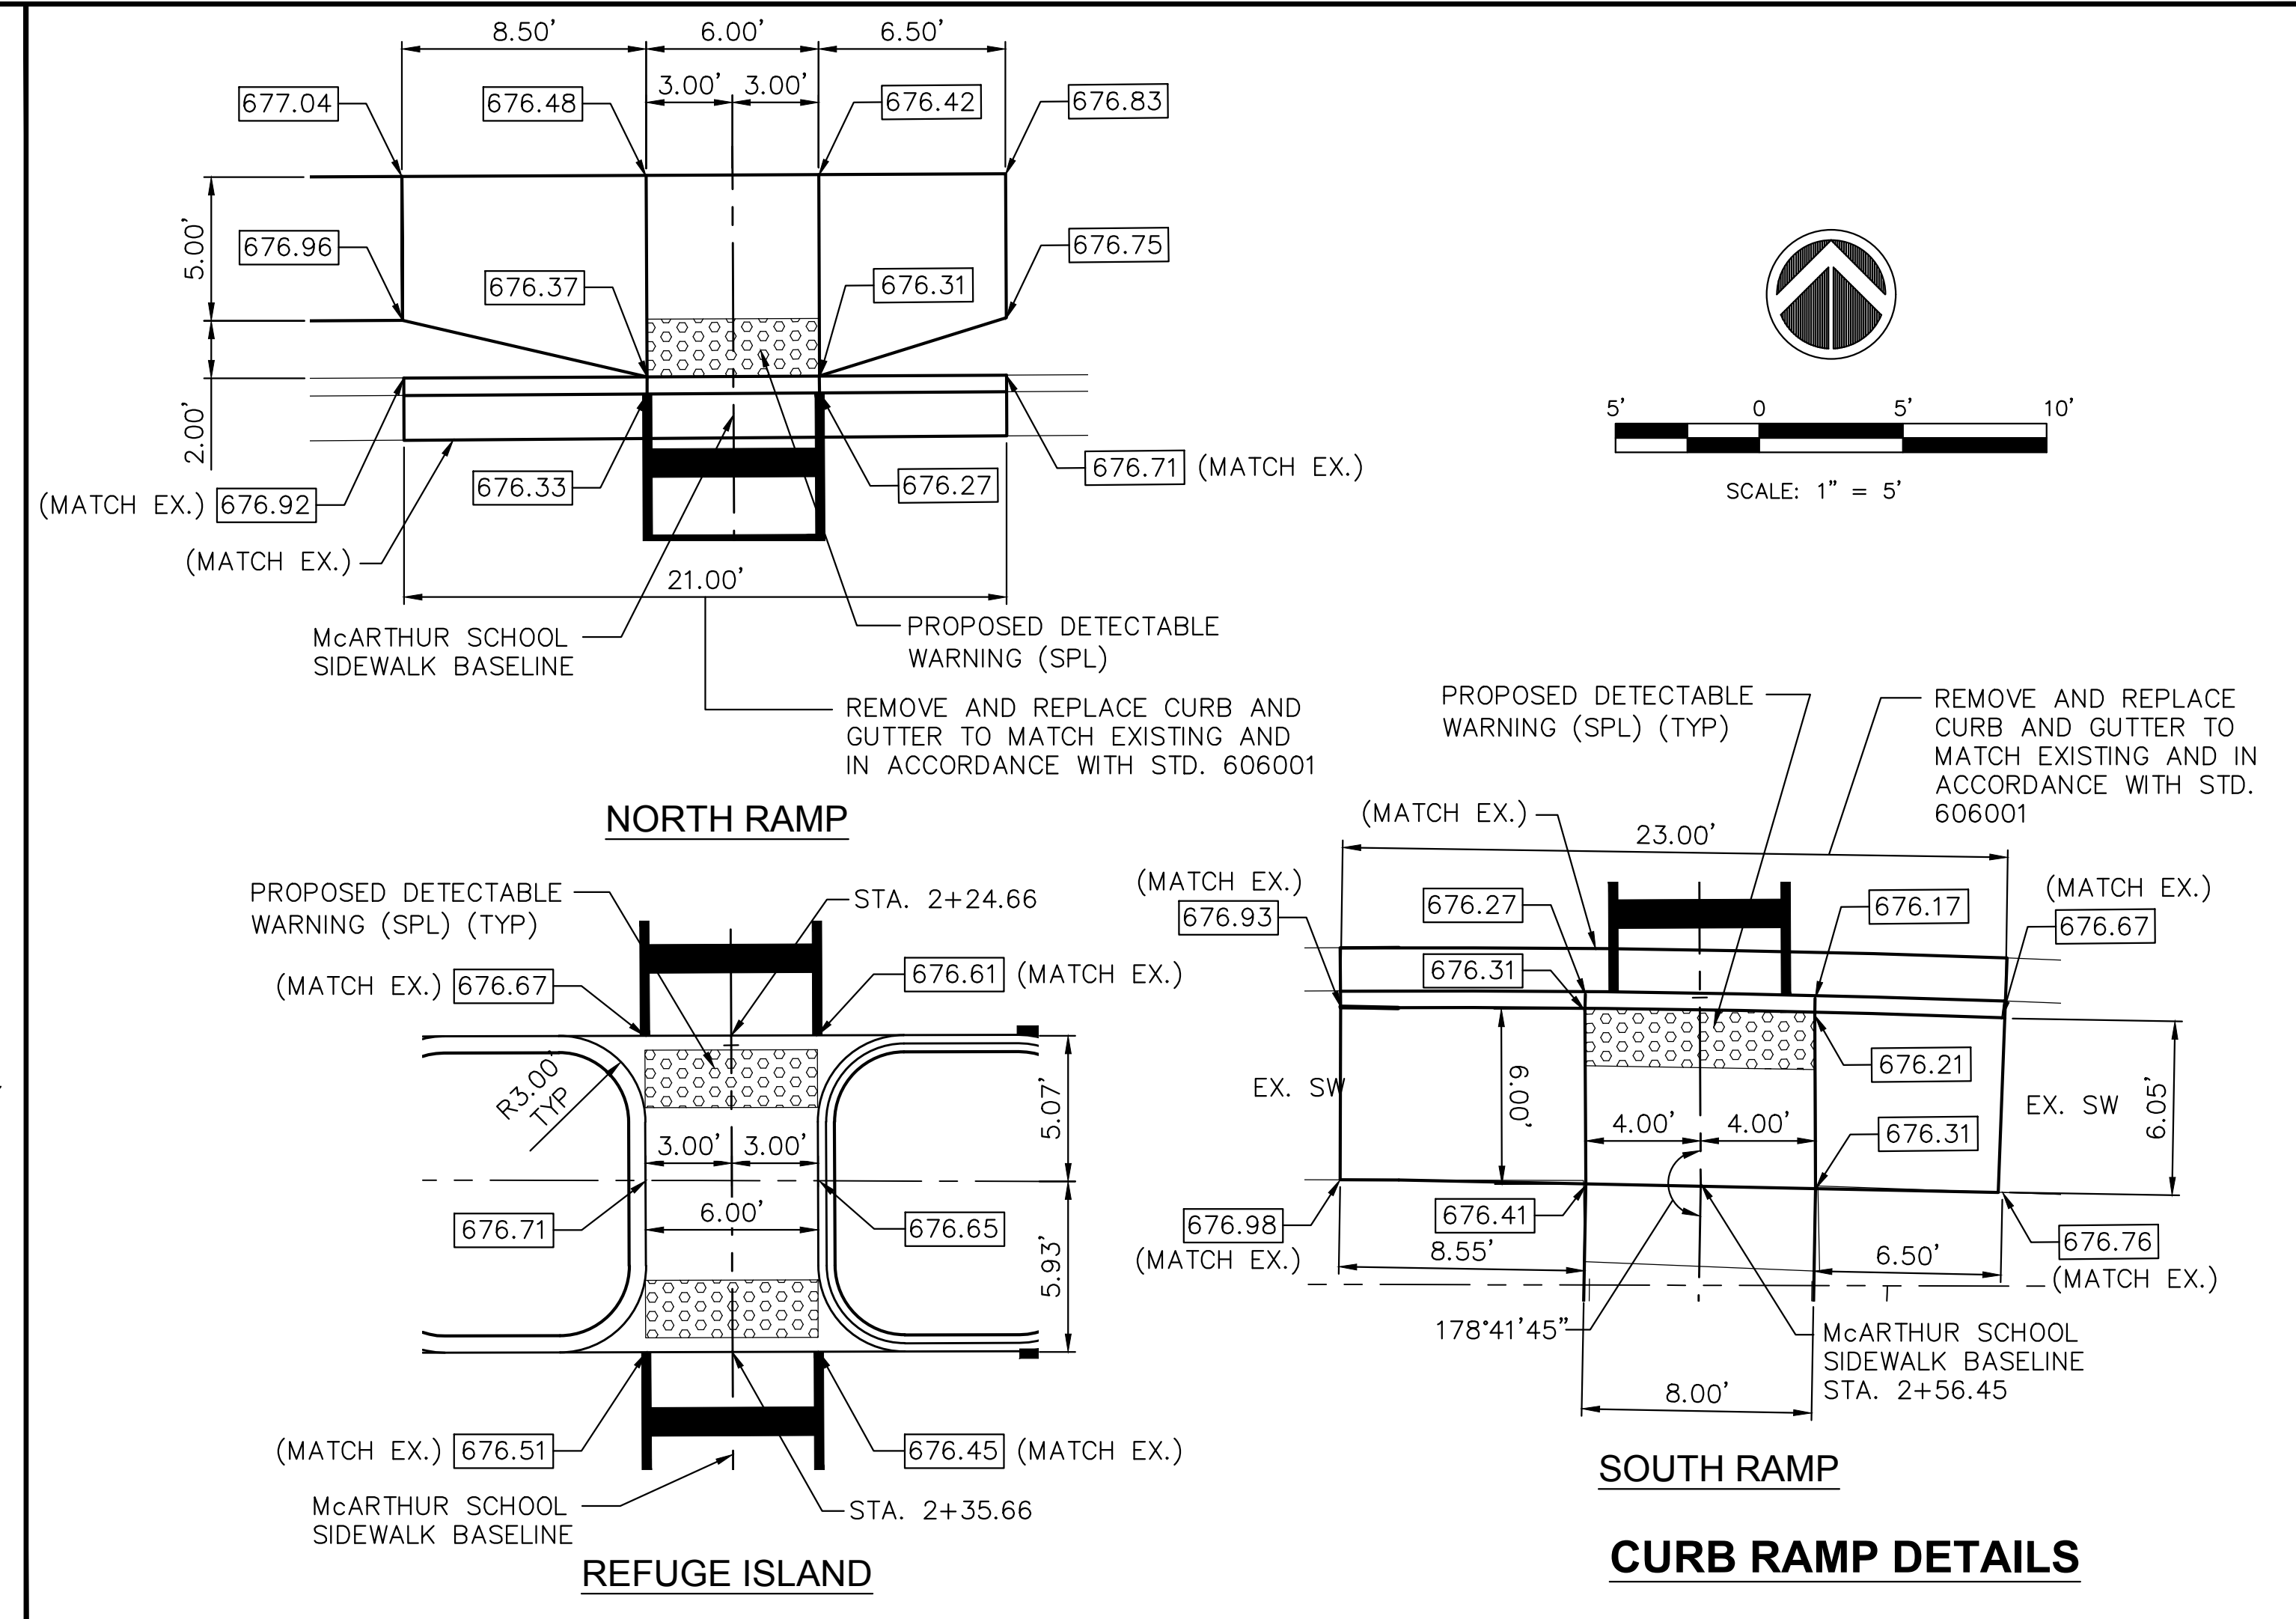 8.50’ 6.00’ 6.50’
3.00’ 3.00’
677.04 676.48 676.42 676.83
5.00’
676.96 676.75
676.37 676.31
2.00’
(MATCH EX.) 676.92
676.33 676.27
676.71 (MATCH EX.)
(MATCH EX.)
21.00’
McARTHUR SCHOOL
SIDEWALK BASELINE
PROPOSED DETECTABLE
WARNING (SPL)
REMOVE AND REPLACE CURB AND
GUTTER TO MATCH EXISTING AND
IN ACCORDANCE WITH STD. 606001
NORTH RAMP
5’ 0 5’ 10’
SCALE: 1” = 5’
PROPOSED DETECTABLE
WARNING (SPL) (TYP)
STA. 2+24.66
(MATCH EX.) 676.67
676.61 (MATCH EX.)
R3.00’
TYP
5.07’
3.00’ 3.00’
6.00’
676.71 676.65
5.93’
(MATCH EX.) 676.51
676.45 (MATCH EX.)
McARTHUR SCHOOL
SIDEWALK BASELINE
STA. 2+35.66
REFUGE ISLAND
PROPOSED DETECTABLE
WARNING (SPL) (TYP)
REMOVE AND REPLACE
CURB AND GUTTER TO
MATCH EXISTING AND IN
ACCORDANCE WITH STD.
606001
(MATCH EX.)
23.00’
(MATCH EX.)
676.93
676.27 676.17
(MATCH EX.)
676.67
676.31
676.21
EX. SW
6.00’
4.00’ 4.00’
EX. SW
6.05’
676.31
676.41
676.98
(MATCH EX.)
8.55’
6.50’
676.76
(MATCH EX.)
178°41’45”
McARTHUR SCHOOL
SIDEWALK BASELINE
STA. 2+56.45
8.00’
SOUTH RAMP
CURB RAMP DETAILS